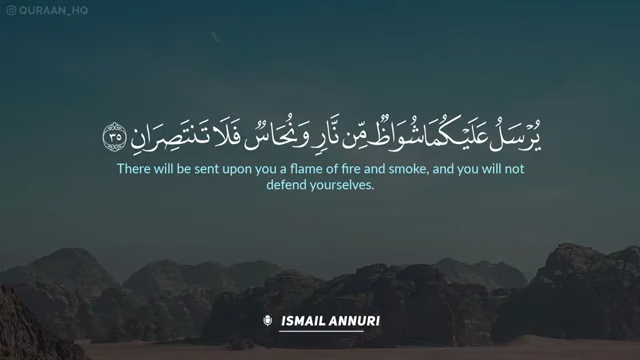 QURAAN_HQ
يُرْسَلُ عَلَيْكُمَا شُوَاظٌ مِّن نَّارٍ وَنُحَاسٌ فَلَا تَنتَصِرَانِ ٣٥
There will be sent upon you a flame of fire and smoke, and you will not
defend yourselves.
ISMAIL ANNURI